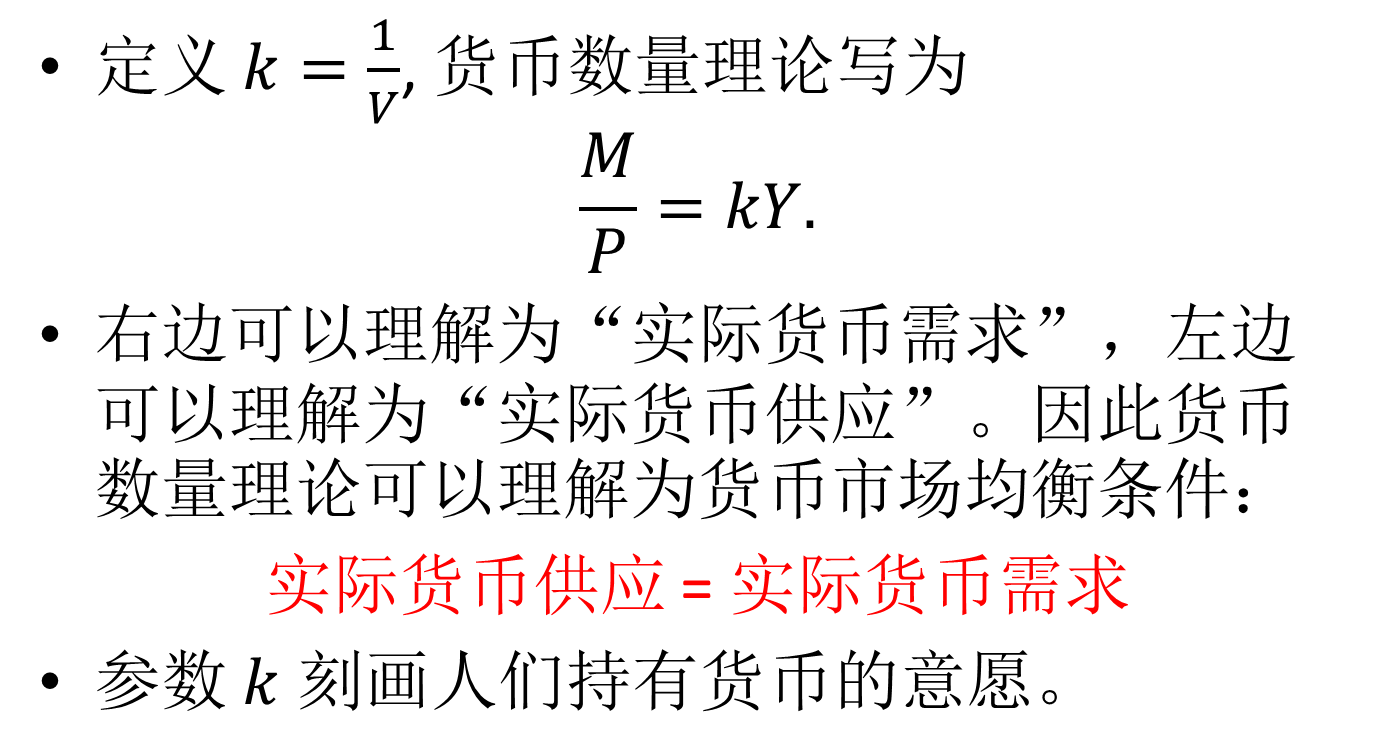 • 定义 k = 1/V, 货币数量理论写为
M/P = kY.
• 右边可以理解为“实际货币需求”，左边
可以理解为“实际货币供应”。因此货币
数量理论可以理解为货币市场均衡条件：
实际货币供应 = 实际货币需求
• 参数 k 刻画人们持有货币的意愿。